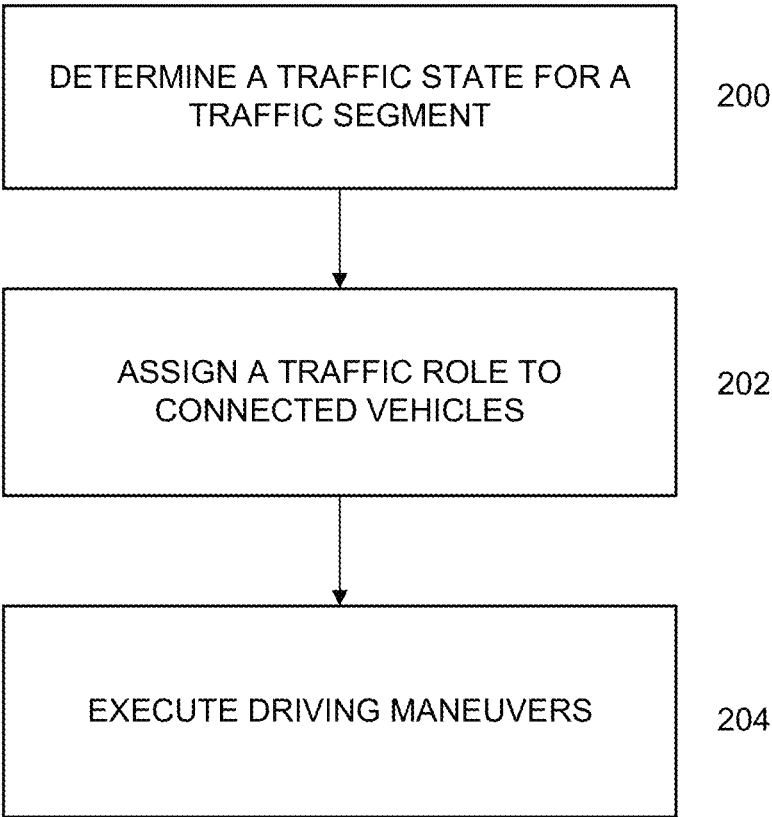 DETERMINE A TRAFFIC STATE FOR A
TRAFFIC SEGMENT
200
ASSIGN A TRAFFIC ROLE TO
CONNECTED VEHICLES
202
EXECUTE DRIVING MANEUVERS
204